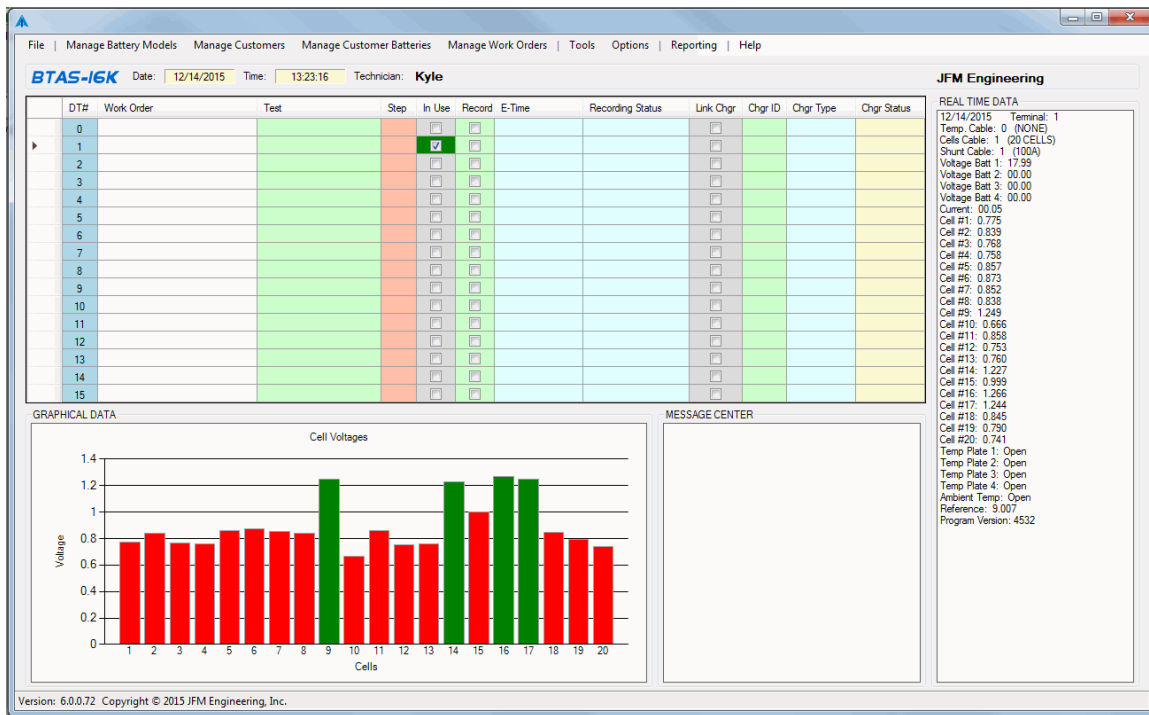 File | Manage Battery Models Manage Customers Manage Customer Batteries Manage Work Orders | Tools Options | Reporting | Help
BTAS-16K Date: 12/14/2015 Time: 13:23:16 Technician: Kyle
JFM Engineering
DT# Work Order Test Step In Use Record E-Time Recording Status Link Chgr Chgr ID Chgr Type Chgr Status
0
1
2
3
4
5
6
7
8
9
10
11
12
13
14
15
REAL TIME DATA
12/14/2015 Terminal: 1
Temp. Cable: 0 (NONE)
Cells Cable: 1 (20 CELLS)
Shunt Cable: 1 (100A)
Voltage Batt 1: 17.99
Voltage Batt 2: 00.00
Voltage Batt 3: 00.00
Voltage Batt 4: 00.00
Current: 00.05
Cell #1: 0.775
Cell #2: 0.839
Cell #3: 0.768
Cell #4: 0.758
Cell #5: 0.857
Cell #6: 0.873
Cell #7: 0.852
Cell #8: 0.838
Cell #9: 1.249
Cell #10: 0.666
Cell #11: 0.858
Cell #12: 0.753
Cell #13: 0.760
Cell #14: 1.227
Cell #15: 0.999
Cell #16: 1.266
Cell #17: 1.244
Cell #18: 0.845
Cell #19: 0.790
Cell #20: 0.741
Temp Plate 1: Open
Temp Plate 2: Open
Temp Plate 3: Open
Temp Plate 4: Open
Ambient Temp: Open
Reference: 9.007
Program Version: 4532
GRAPHICAL DATA
Cell Voltages
Voltage
1.4
1.2
1
0.8
0.6
0.4
0.2
0
1 2 3 4 5 6 7 8 9 10 11 12 13 14 15 16 17 18 19 20
Cells
MESSAGE CENTER
Version: 6.0.0.72 Copyright © 2015 JFM Engineering, Inc.